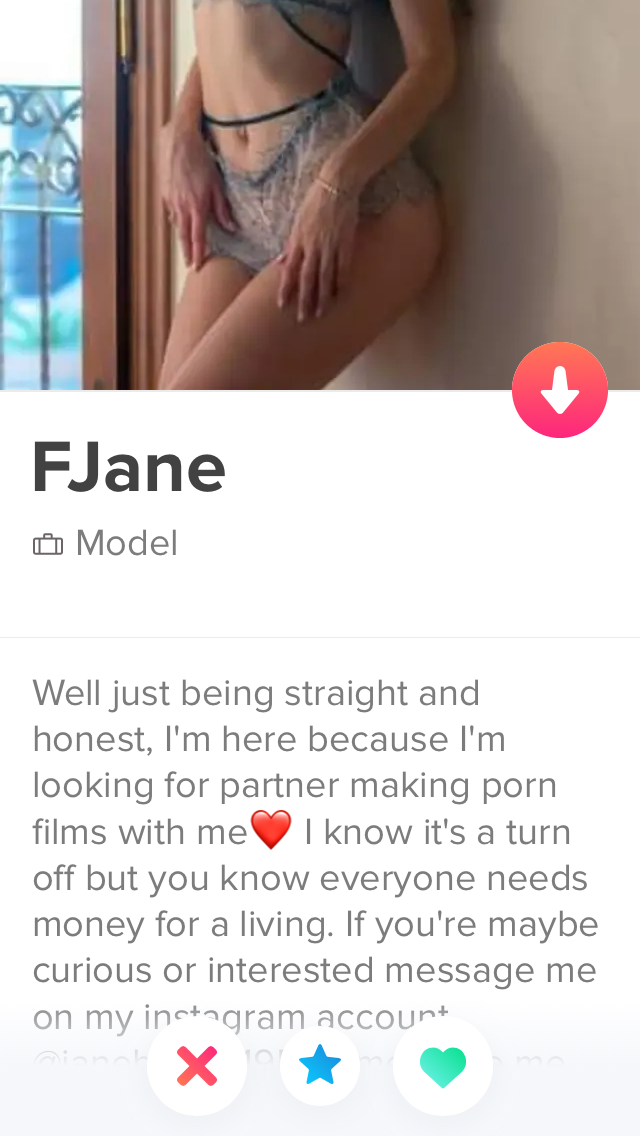 FJane
Model
Well just being straight and
honest, I'm here because I'm
looking for partner making porn
films with me❤️ I know it's a turn
off but you know everyone needs
money for a living. If you're maybe
curious or interested message me
on my instagram account